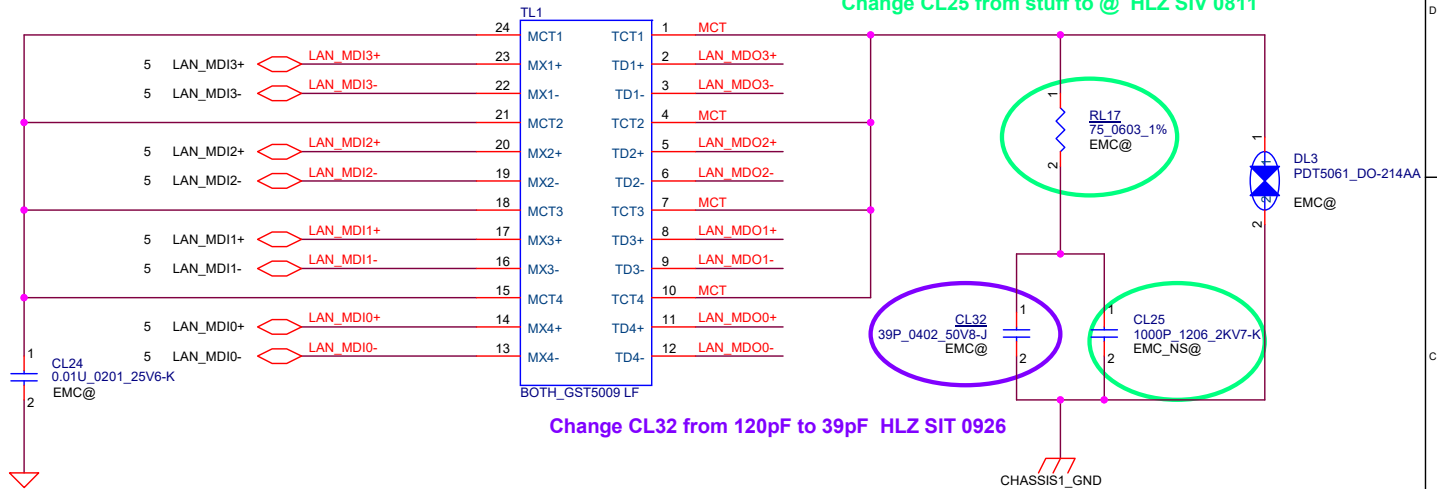 Change CL25 from stuff to @ HLZ SIV 0811
D
TL1
24 MCT1 TCT1 1 MCT
5 LAN_MDI3+ LAN_MDI3+ 23 MX1+ TD1+ 2 LAN_MDO3+
5 LAN_MDI3- LAN_MDI3- 22 MX1- TD1- 3 LAN_MDO3-
21 MCT2 TCT2 4 MCT
5 LAN_MDI2+ LAN_MDI2+ 20 MX2+ TD2+ 5 LAN_MDO2+
5 LAN_MDI2- LAN_MDI2- 19 MX2- TD2- 6 LAN_MDO2-
18 MCT3 TCT3 7 MCT
5 LAN_MDI1+ LAN_MDI1+ 17 MX3+ TD3+ 8 LAN_MDO1+
5 LAN_MDI1- LAN_MDI1- 16 MX3- TD3- 9 LAN_MDO1-
15 MCT4 TCT4 10 MCT
5 LAN_MDI0+ LAN_MDI0+ 14 MX4+ TD4+ 11 LAN_MDO0+
5 LAN_MDI0- LAN_MDI0- 13 MX4- TD4- 12 LAN_MDO0-
BOTH_GST5009 LF
1
CL24
0.01U_0201_25V6-K
EMC@
2
1
RL17
75_0603_1%
EMC@
2
1
1
DL3
PDT5061_DO-214AA
EMC@
2
2
1
CL32
39P_0402_50V8-J
EMC@
2
1
CL25
1000P_1206_2KV7-K
EMC_NS@
2
C
Change CL32 from 120pF to 39pF HLZ SIT 0926
CHASSIS1_GND